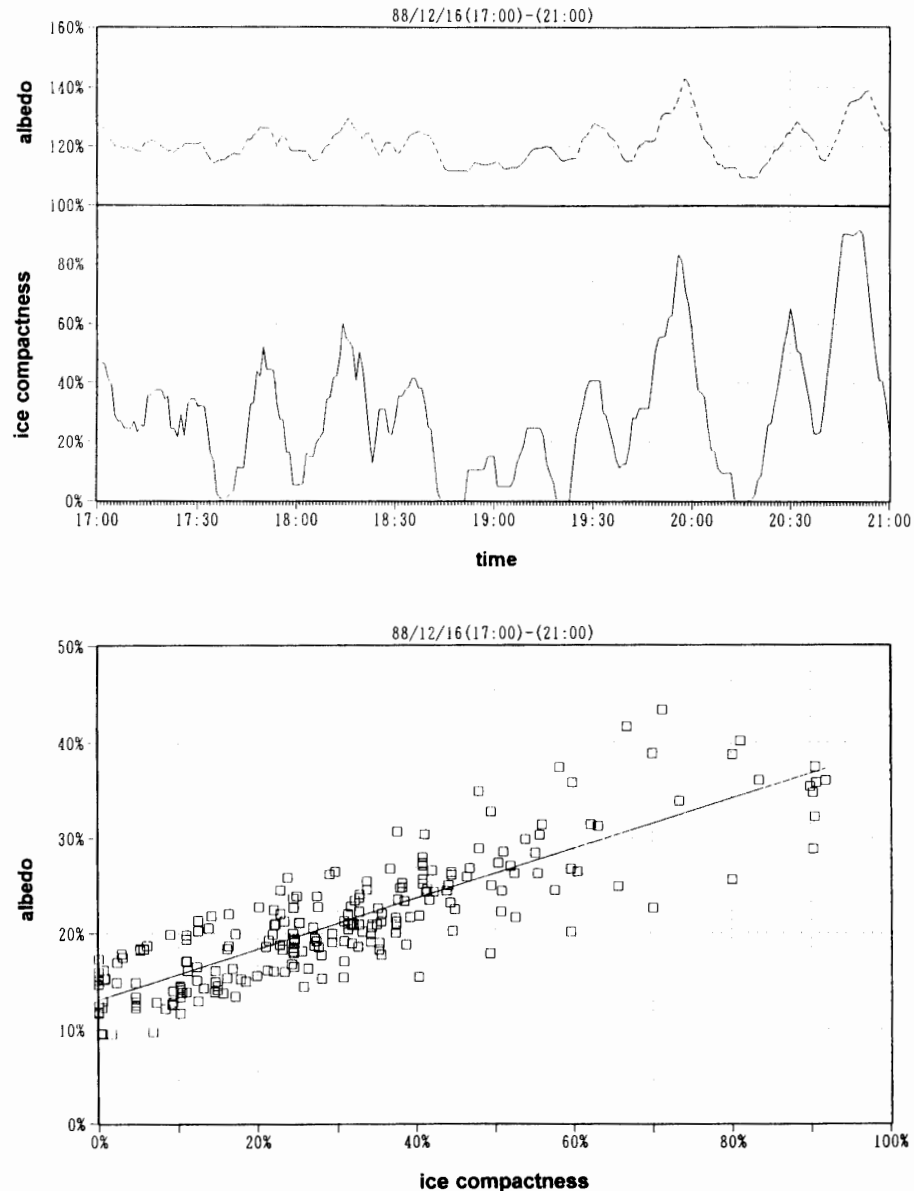 88/12/16(17:00)-(21:00)
160%
140%
120%
100%
albedo
80%
60%
40%
20%
0%
ice compactness
17:00 17:30 18:00 18:30 19:00 19:30 20:00 20:30 21:00
time
88/12/16(17:00)-(21:00)
50%
40%
30%
20%
10%
0%
albedo
0% 20% 40% 60% 80% 100%
ice compactness